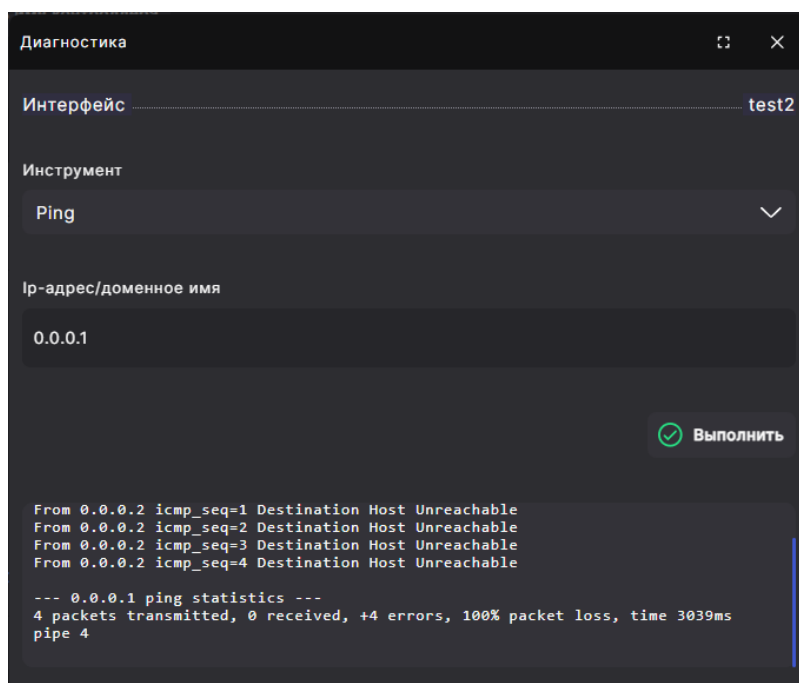 Диагностика
Интерфейс test2
Инструмент
Ping
Ip-адрес/доменное имя
0.0.0.1
Выполнить
From 0.0.0.2 icmp_seq=1 Destination Host Unreachable
From 0.0.0.2 icmp_seq=2 Destination Host Unreachable
From 0.0.0.2 icmp_seq=3 Destination Host Unreachable
From 0.0.0.2 icmp_seq=4 Destination Host Unreachable
--- 0.0.0.1 ping statistics ---
4 packets transmitted, 0 received, +4 errors, 100% packet loss, time 3039ms
pipe 4